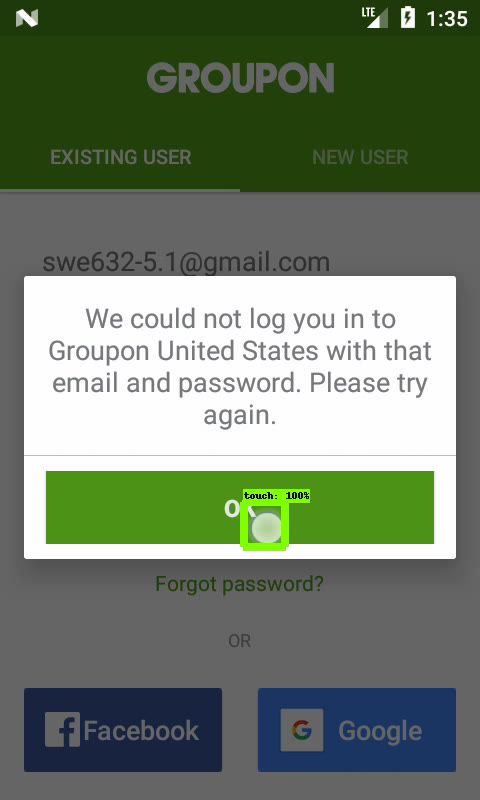 LTE
1:35
GROUPON
EXISTING USER
NEW USER
swe632-5.1@gmail.com
We could not log you in to
Groupon United States with that
email and password. Please try
again.
touch: 100%
Forgot password?
OR
Facebook
G Google